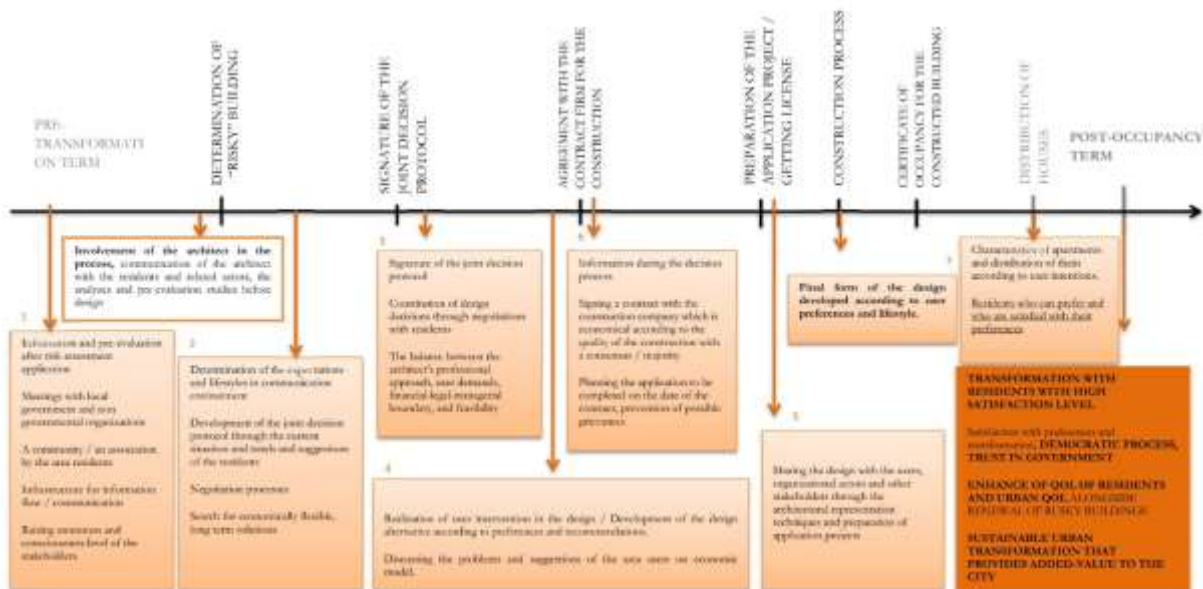 PRE-
TRANSFORMATI
ON TERM
DETERMINATION OF
"RISKY" BUILDING
SIGNATURE OF THE
JOINT DECISION
PROTOCOL
AGREEMENT WITH THE
CONTRACT FIRM FOR THE
CONSTRUCTION
PREPARATION OF THE
APPLICATION PROJECT /
GETTING LICENSE
CONSTRUCTION PROCESS
CERTIFICATE OF
OCCUPANCY FOR THE
CONSTRUCTED BUILDING
DISTRIBUTION OF
HOUSES
POST-OCCUPANCY
TERM
Involvement of the architect in the
process, communication of the architect
with the residents and related actors, the
analyses and pre evaluation studies before
design
1
Information and pre evaluation
after risk assessment
application
Meetings with local
government and non
governmental organisations
A community / an association
by the area residents
Infrastructure for information
flow / communication
Raising awareness and
consciousness level of the
stakeholders
2
Determination of the expectations
and lifestyles in communication
environment
Development of the joint decision
protocol through the current
situation and needs and suggestions
of the residents
Negotiation processes
Search for economically flexible,
long term solutions
3
Signature of the joint decision
protocol
Constitution of design
decisions through negotiations
with residents
The balance between the
architect's professional
approach, user demands,
financial-legal-managerial
boundary, and feasibility
4
Realisation of user intervention in the design / Development of the design
alternative according to preferences and recommendations.
Discussing the problems and suggestions of the area users on economic
model.
Information during the decision
process
Signing a contract with the
construction company which is
economical according to the
quality of the construction with
a consensus / majority
Planning the application to be
completed on the date of the
contract, prevention of possible
grievances
5
Sharing the design with the users,
organisational actors and other
stakeholders through the
architectural representation
techniques and preparation of
application process
Final form of the design
developed according to user
preferences and lifestyle.
Characteristics of apartments
and distribution of them
according to user intentions.
Residents who can prefer and
who are satisfied with their
preferences
TRANSFORMATION WITH
RESIDENTS WITH HIGH
SATISFACTION LEVEL
Satisfaction with
DEMOCRATIC PROCESS,
TRUST IN GOVERNMENT
ENHANCE OF QOL OF RESIDENTS
AND URBAN QOL ALONGSIDE
RENEWAL OF RISKY BUILDINGS
SUSTAINABLE URBAN
TRANSFORMATION THAT
PROVIDED ADDED-VALUE TO THE
CITY